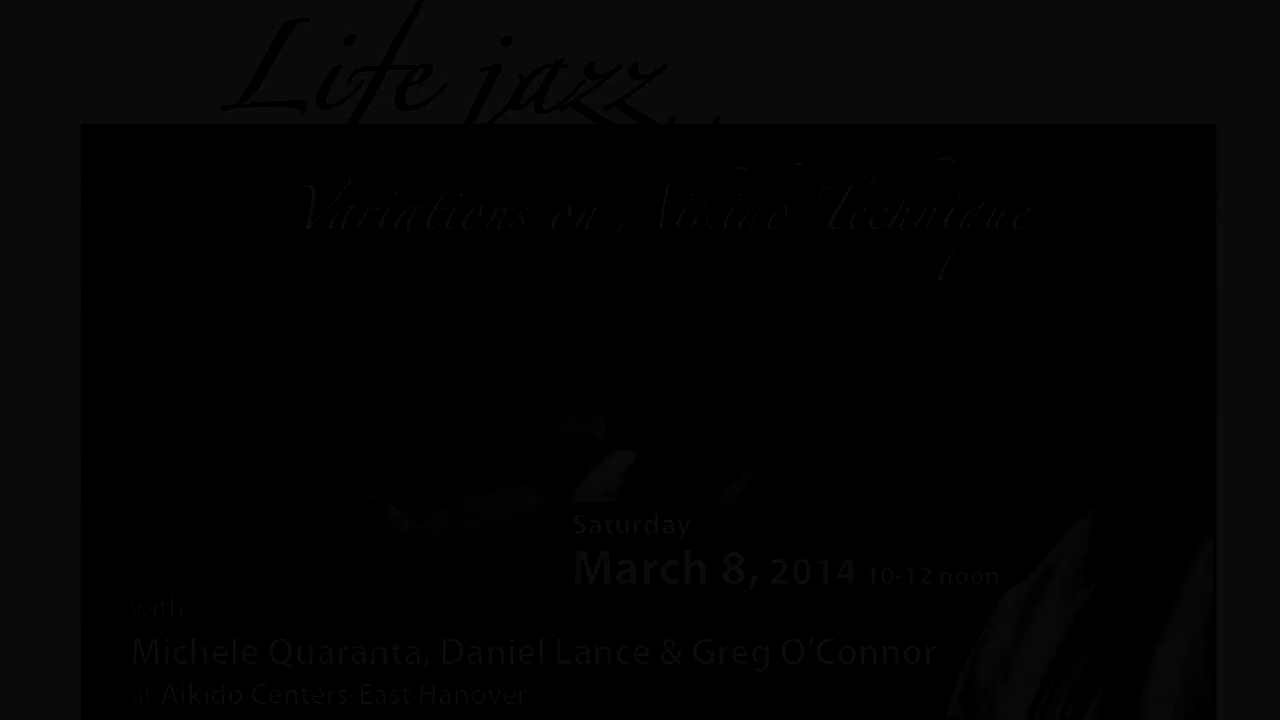 Life jazz...
Variations on Aikido Technique
Saturday
March 8, 2014 10-12 noon
with
Michele Quaranta, Daniel Lance & Greg O’Connor
at Aikido Centers-East Hanover